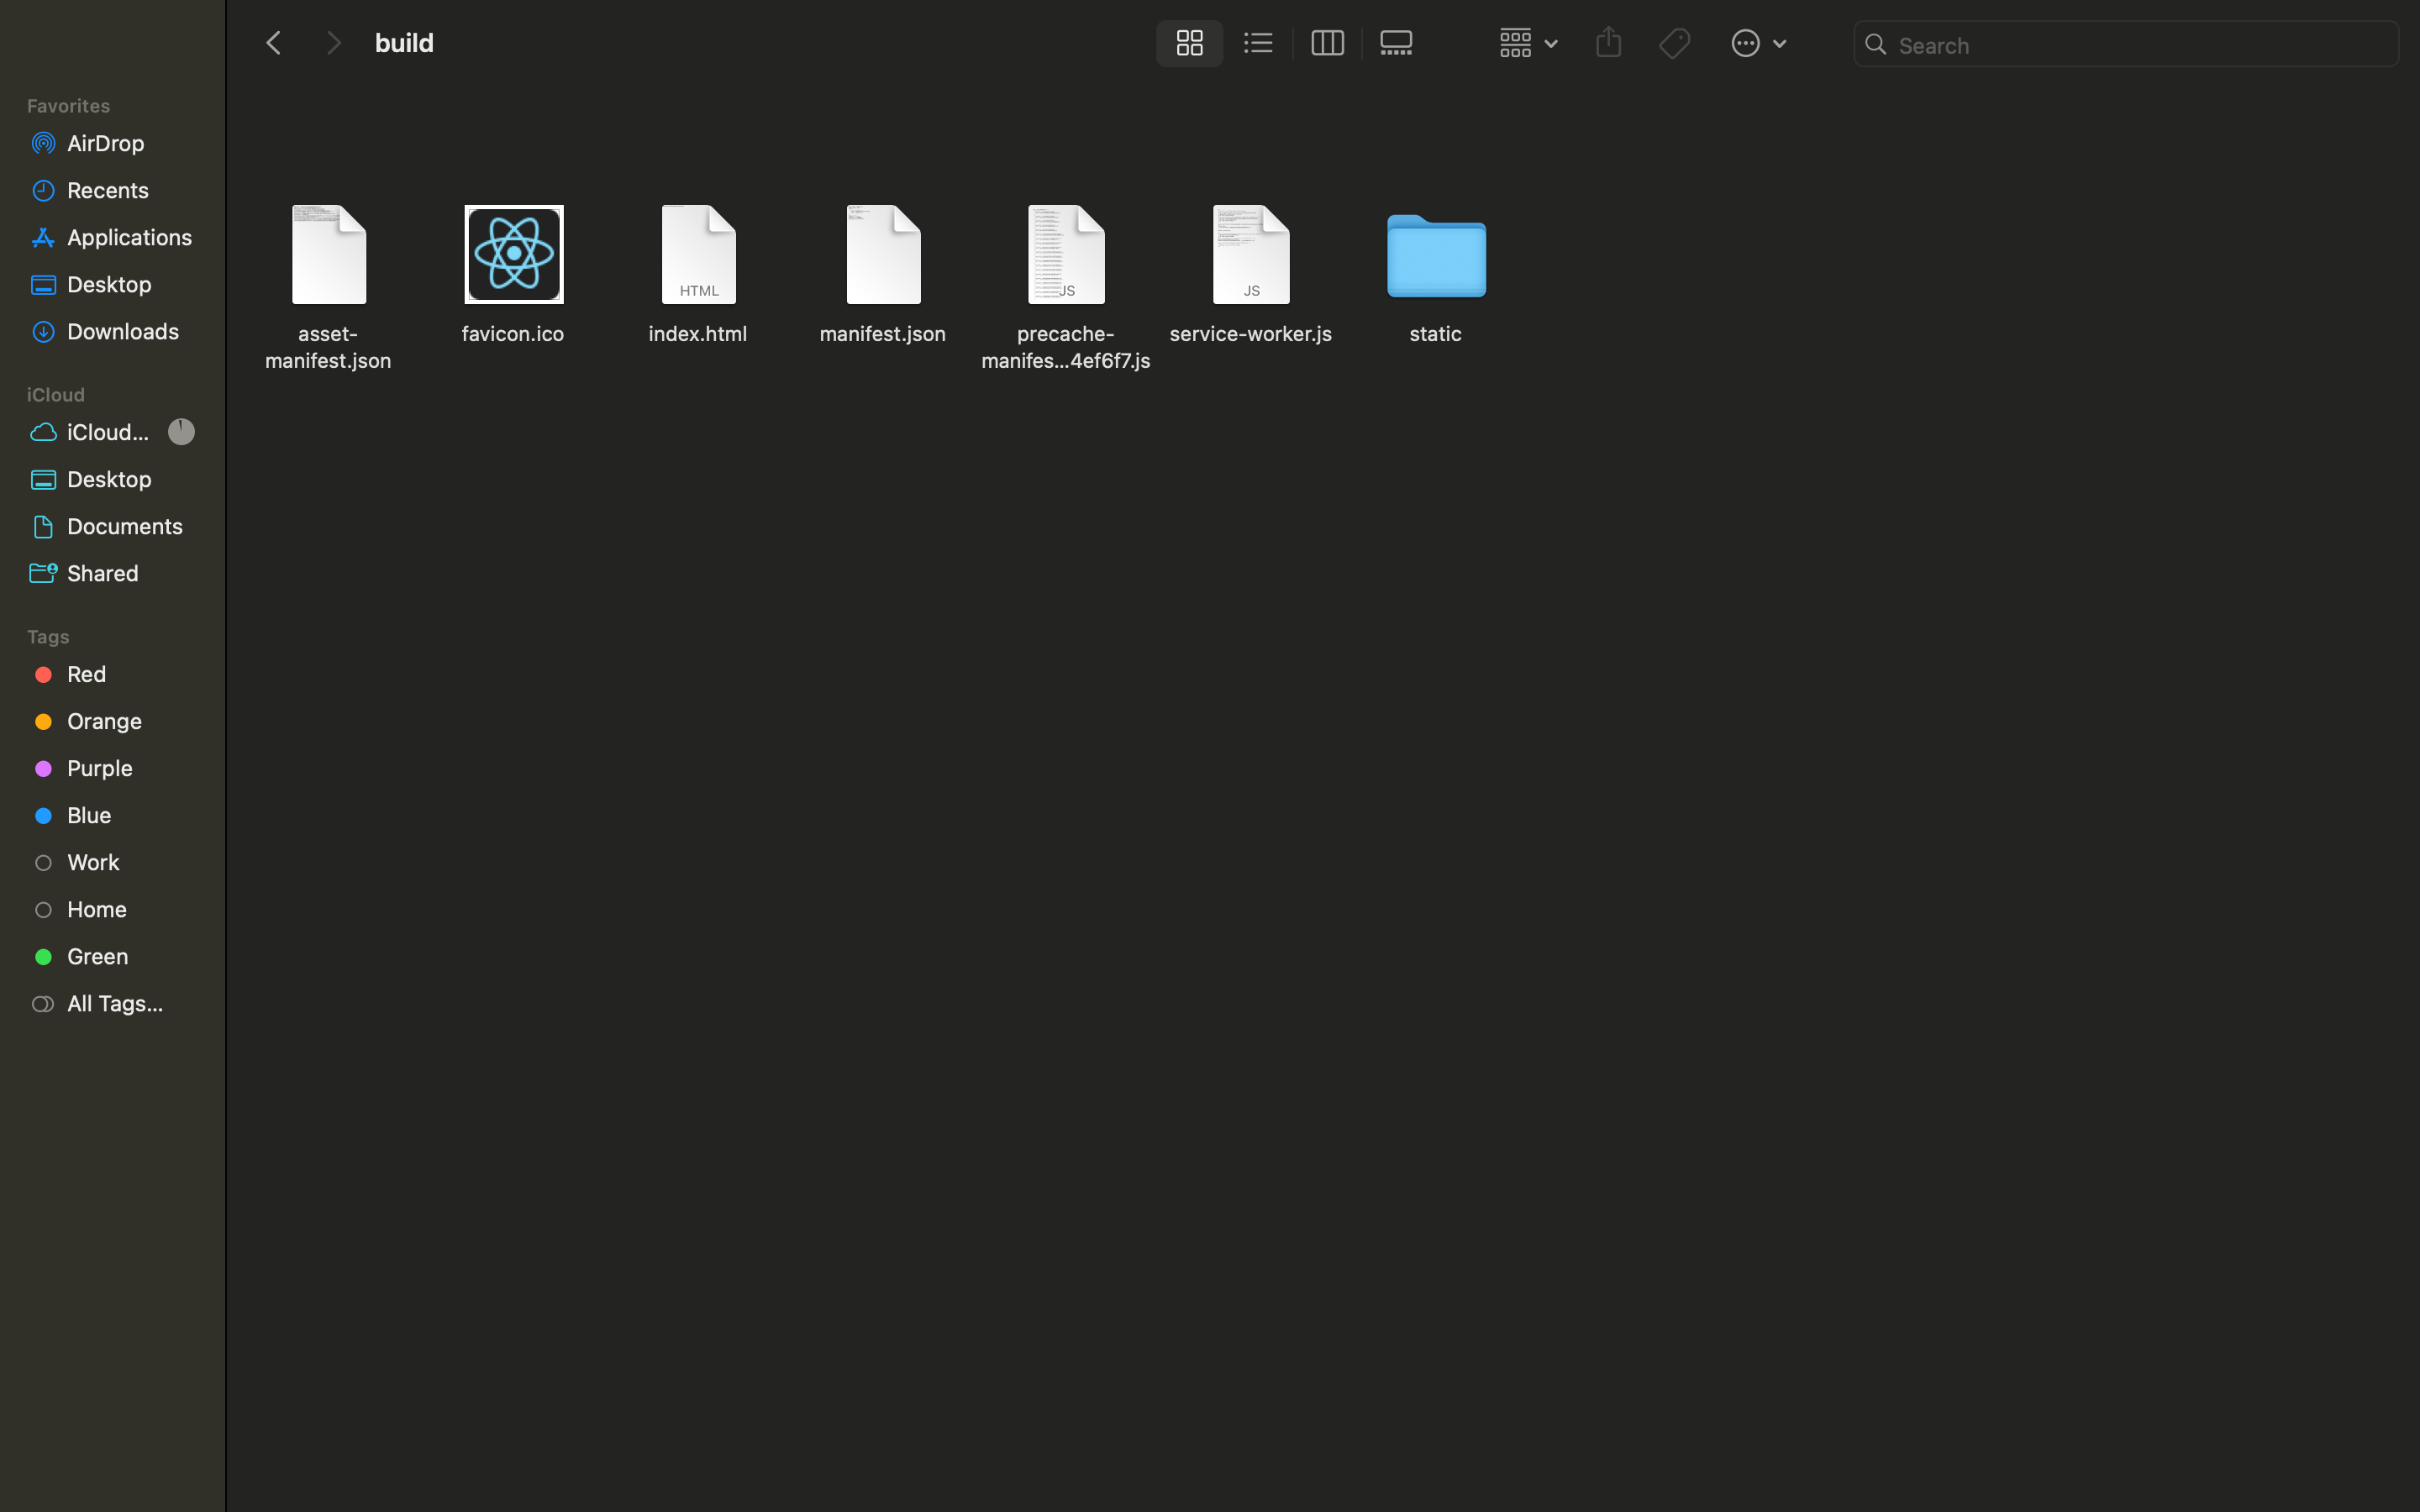 build
Search
Favorites
AirDrop
Recents
Applications
Desktop
Downloads
iCloud
iCloud...
Desktop
Documents
Shared
Tags
Red
Orange
Purple
Blue
Work
Home
Green
All Tags...
HTML
JS
JS
asset-
manifest.json
favicon.ico
index.html
manifest.json
precache-
manifes...4ef6f7.js
service-worker.js
static